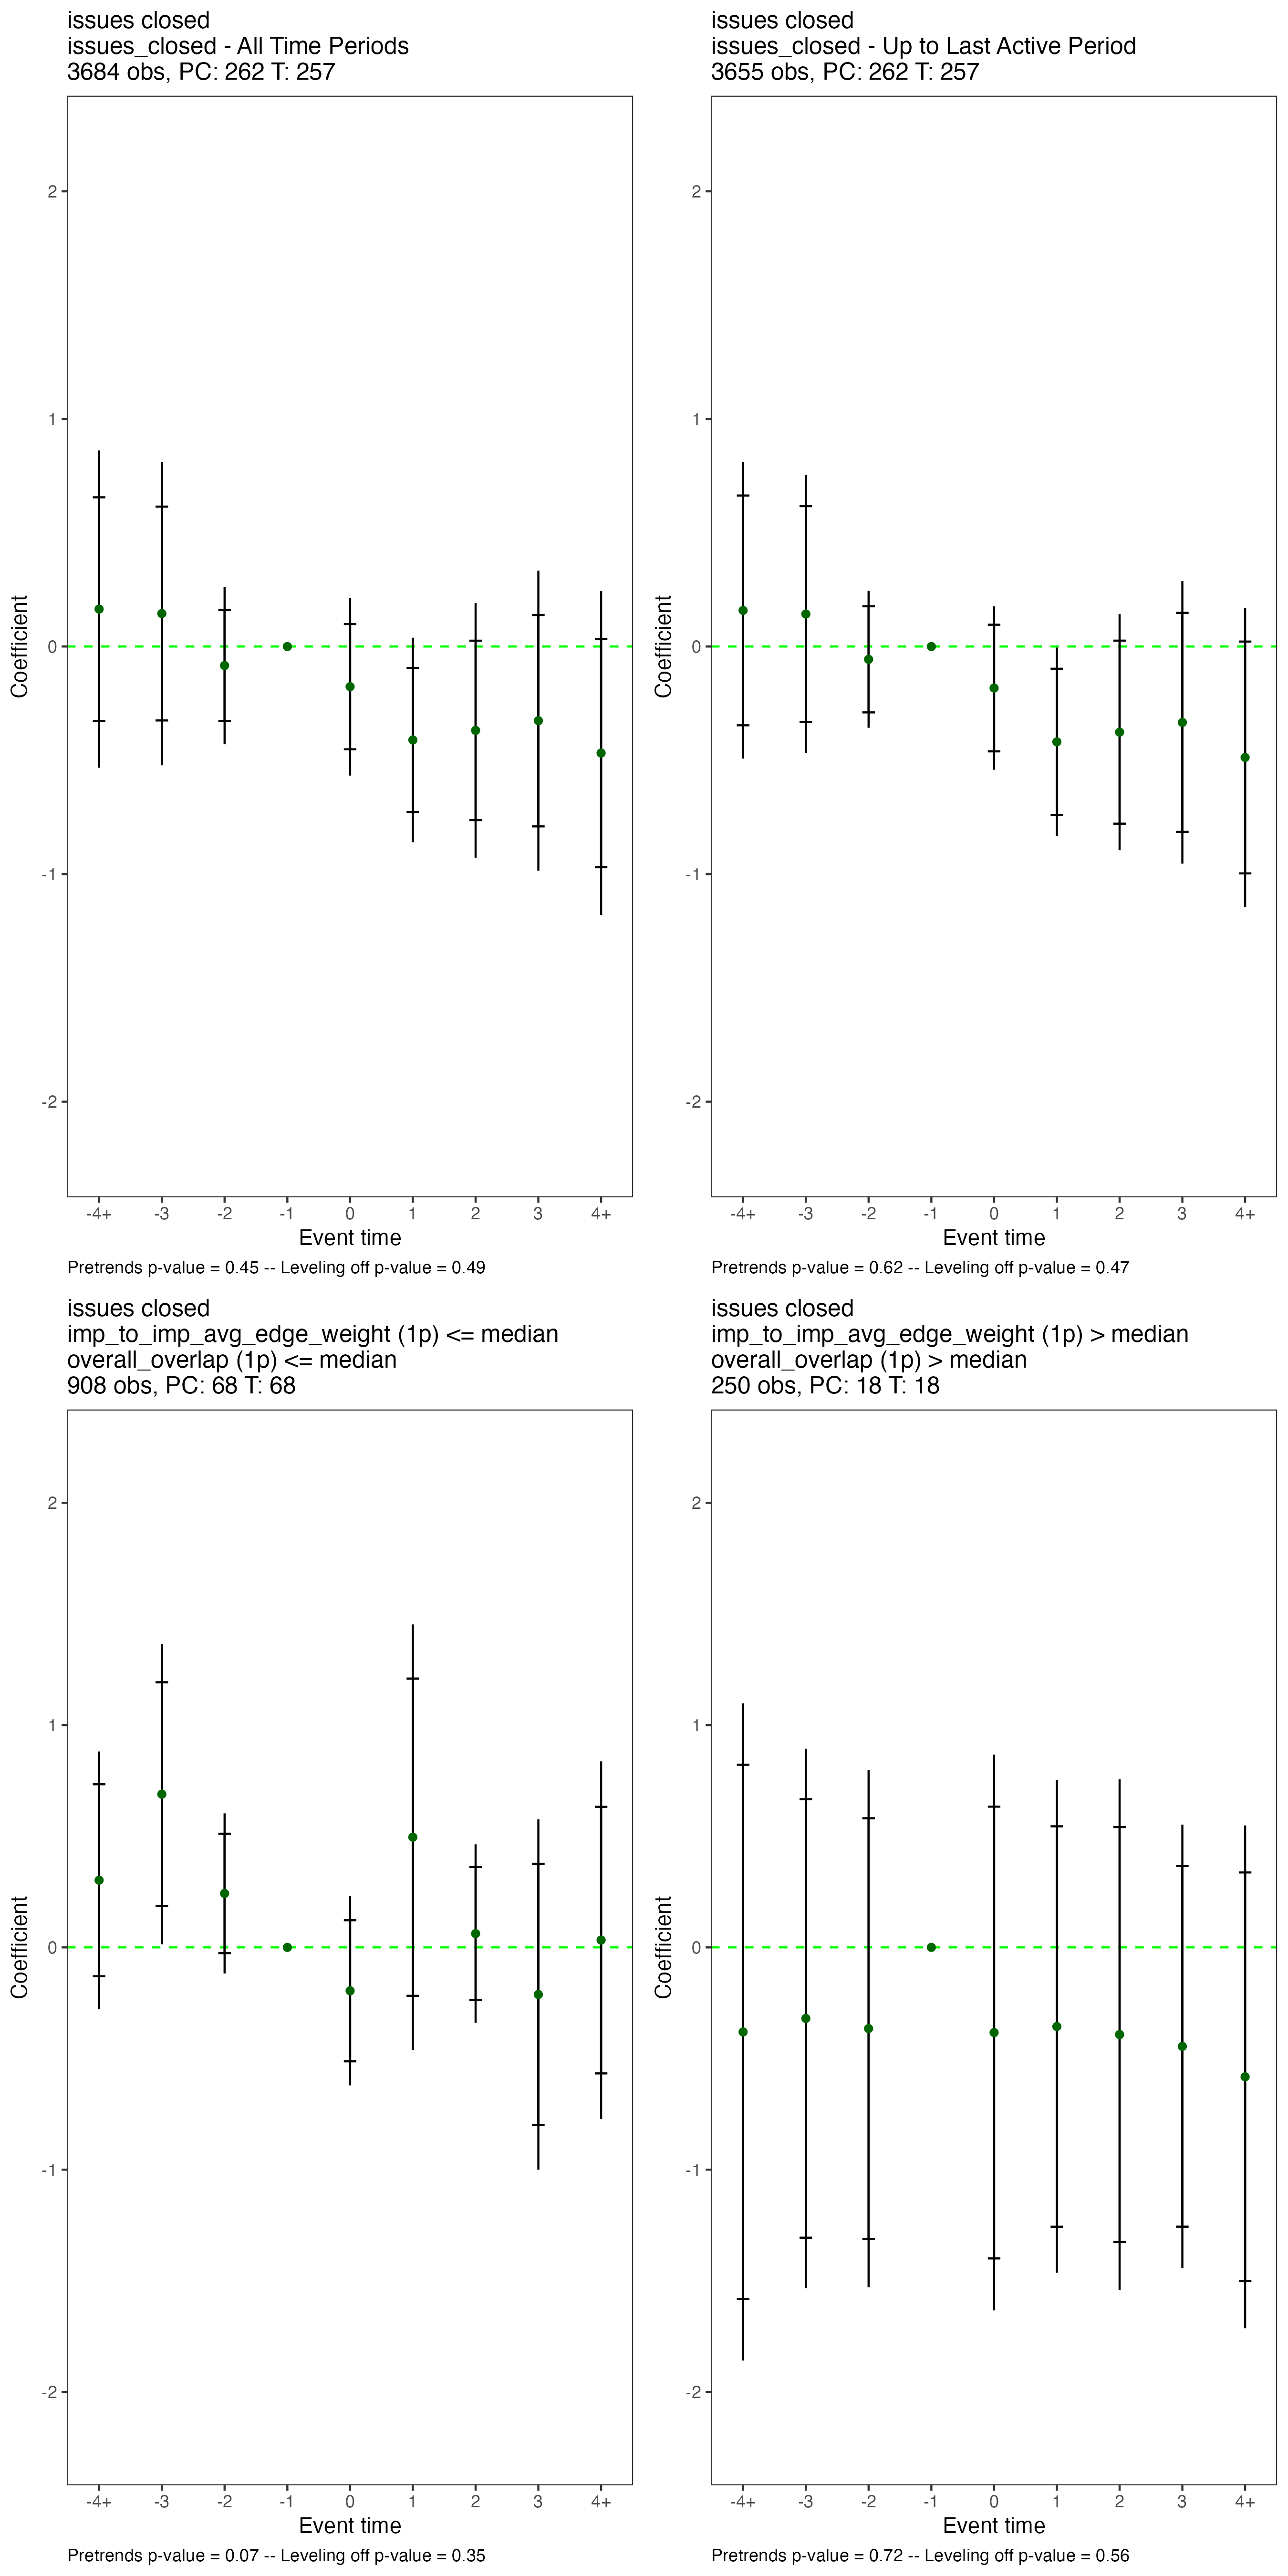 issues closed
issues_closed - All Time Periods
3684 obs, PC: 262 T: 257
Coefficient
2
1
0
-1
-2
-4+ -3 -2 -1 0 1 2 3 4+
Event time
Pretrends p-value = 0.45 -- Leveling off p-value = 0.49
issues closed
issues_closed - Up to Last Active Period
3655 obs, PC: 262 T: 257
Coefficient
2
1
0
-1
-2
-4+ -3 -2 -1 0 1 2 3 4+
Event time
Pretrends p-value = 0.62 -- Leveling off p-value = 0.47
issues closed
imp_to_imp_avg_edge_weight (1p) <= median
overall_overlap (1p) <= median
908 obs, PC: 68 T: 68
Coefficient
2
1
0
-1
-2
-4+ -3 -2 -1 0 1 2 3 4+
Event time
Pretrends p-value = 0.07 -- Leveling off p-value = 0.35
issues closed
imp_to_imp_avg_edge_weight (1p) > median
overall_overlap (1p) > median
250 obs, PC: 18 T: 18
Coefficient
2
1
0
-1
-2
-4+ -3 -2 -1 0 1 2 3 4+
Event time
Pretrends p-value = 0.72 -- Leveling off p-value = 0.56